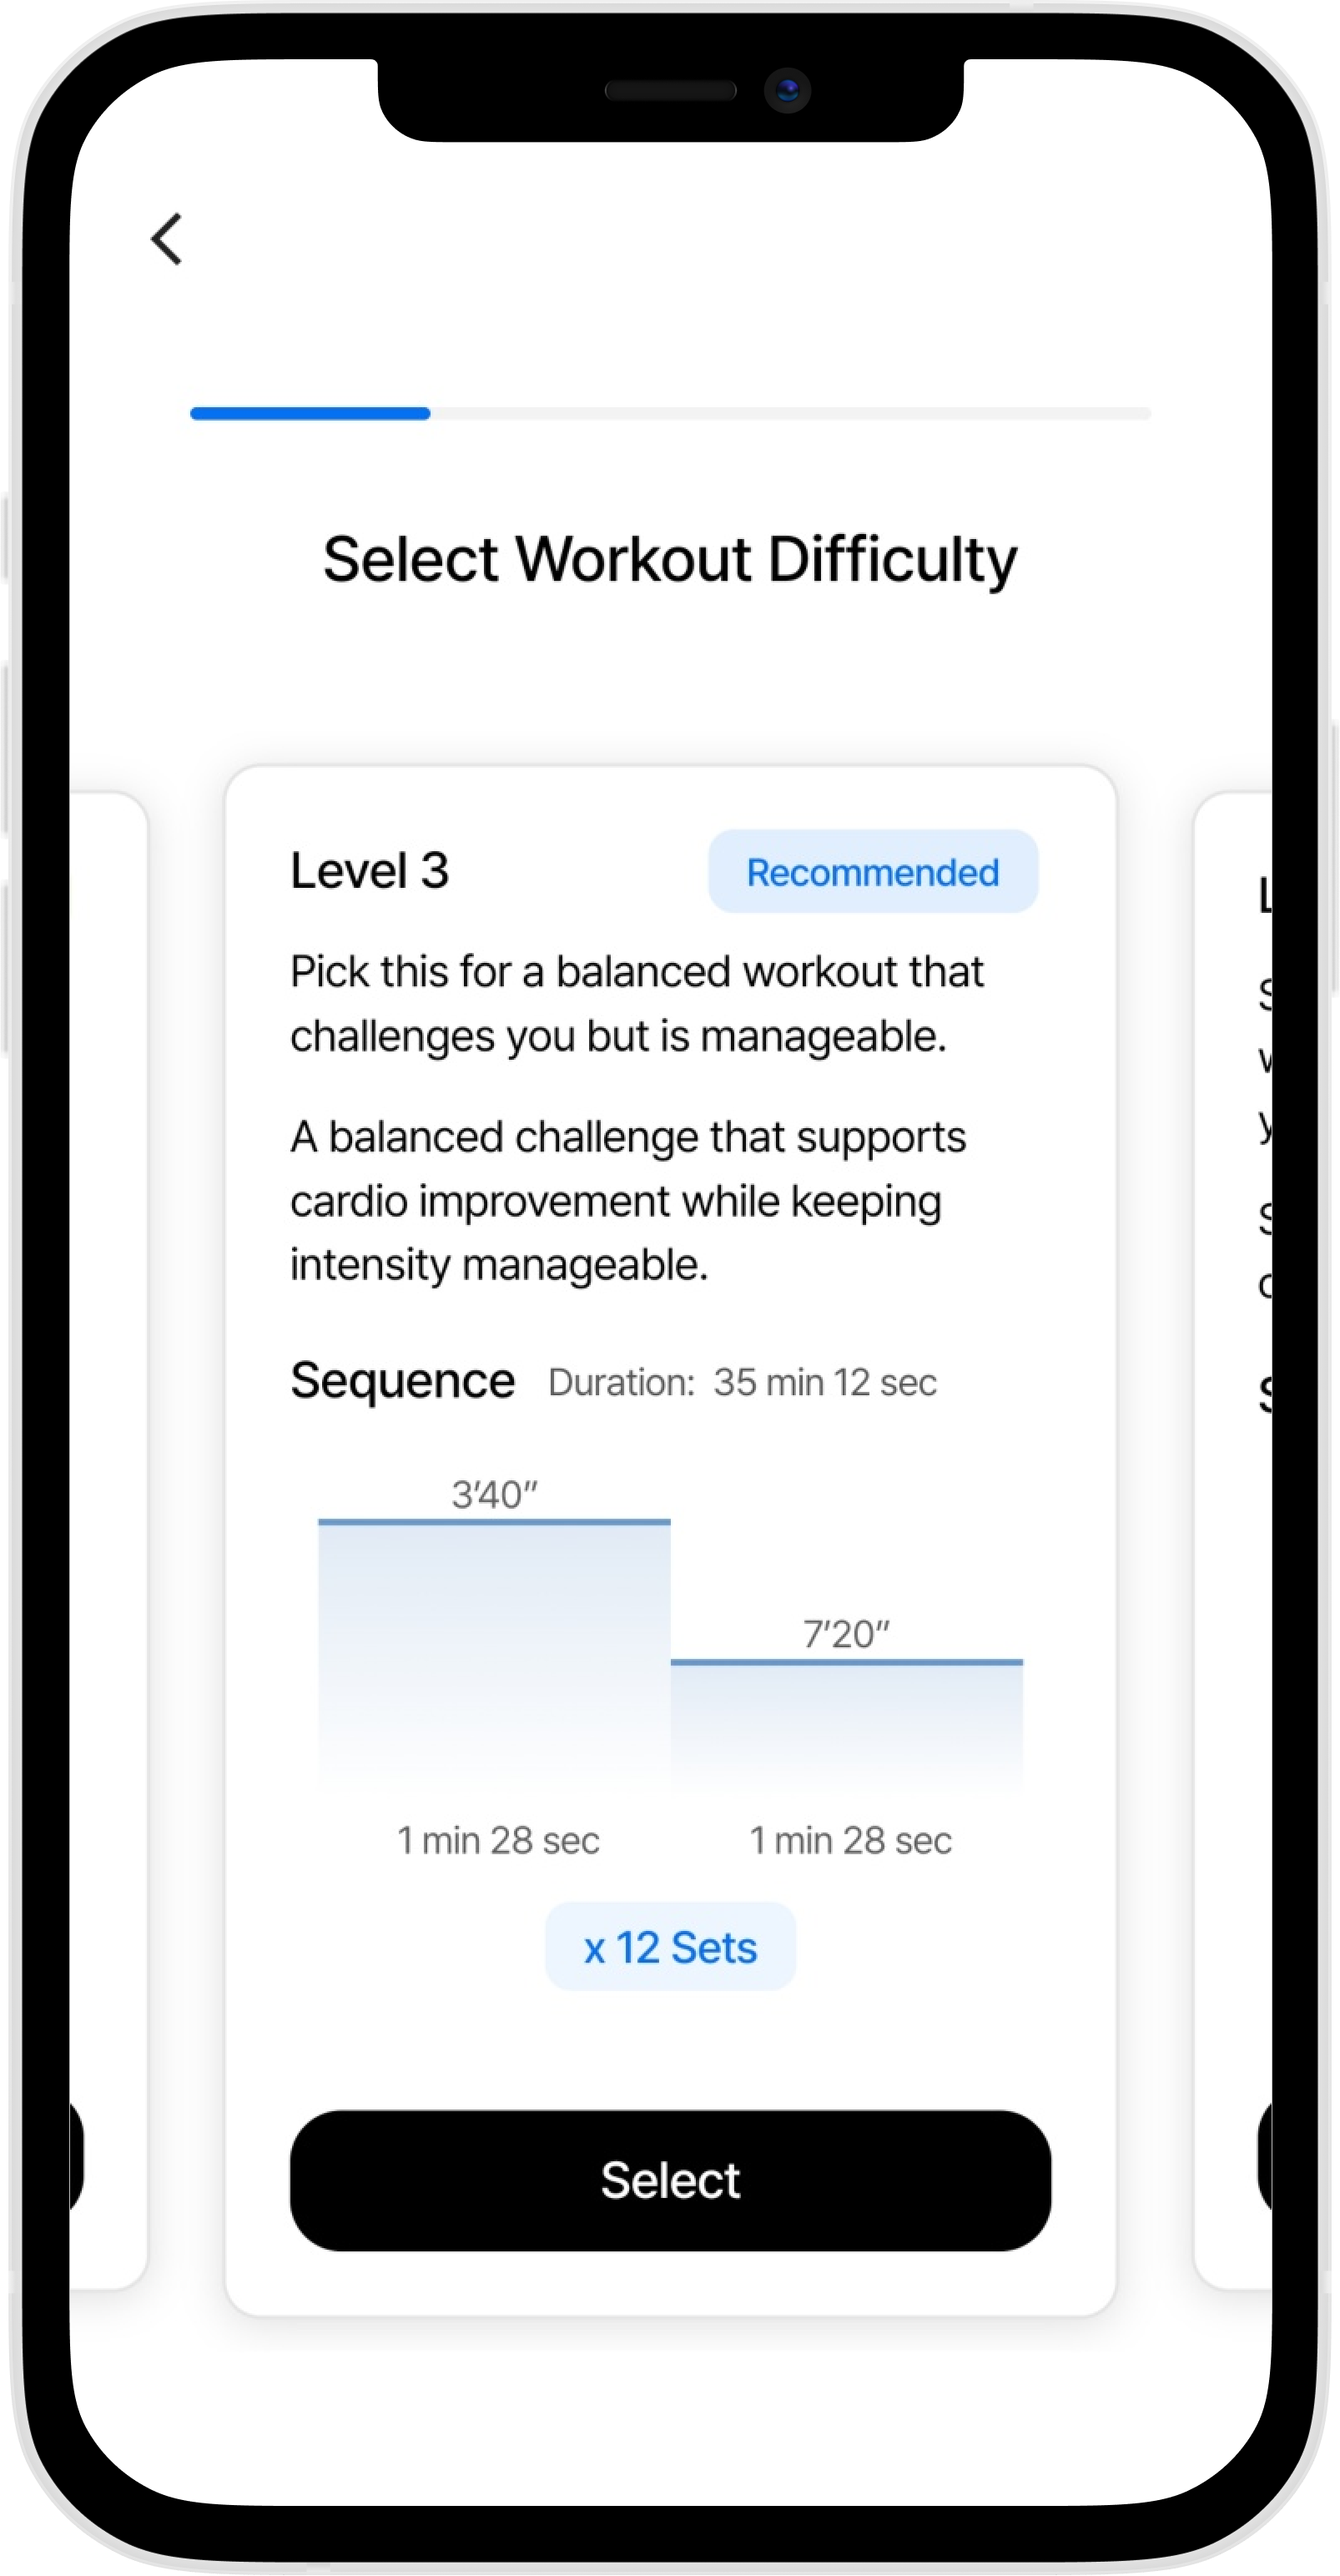 Select Workout Difficulty
Level 3
Recommended
Pick this for a balanced workout that
challenges you but is manageable.
A balanced challenge that supports
cardio improvement while keeping
intensity manageable.
Sequence Duration: 35 min 12 sec
3’40”
7’20”
1 min 28 sec 1 min 28 sec
x 12 Sets
Select